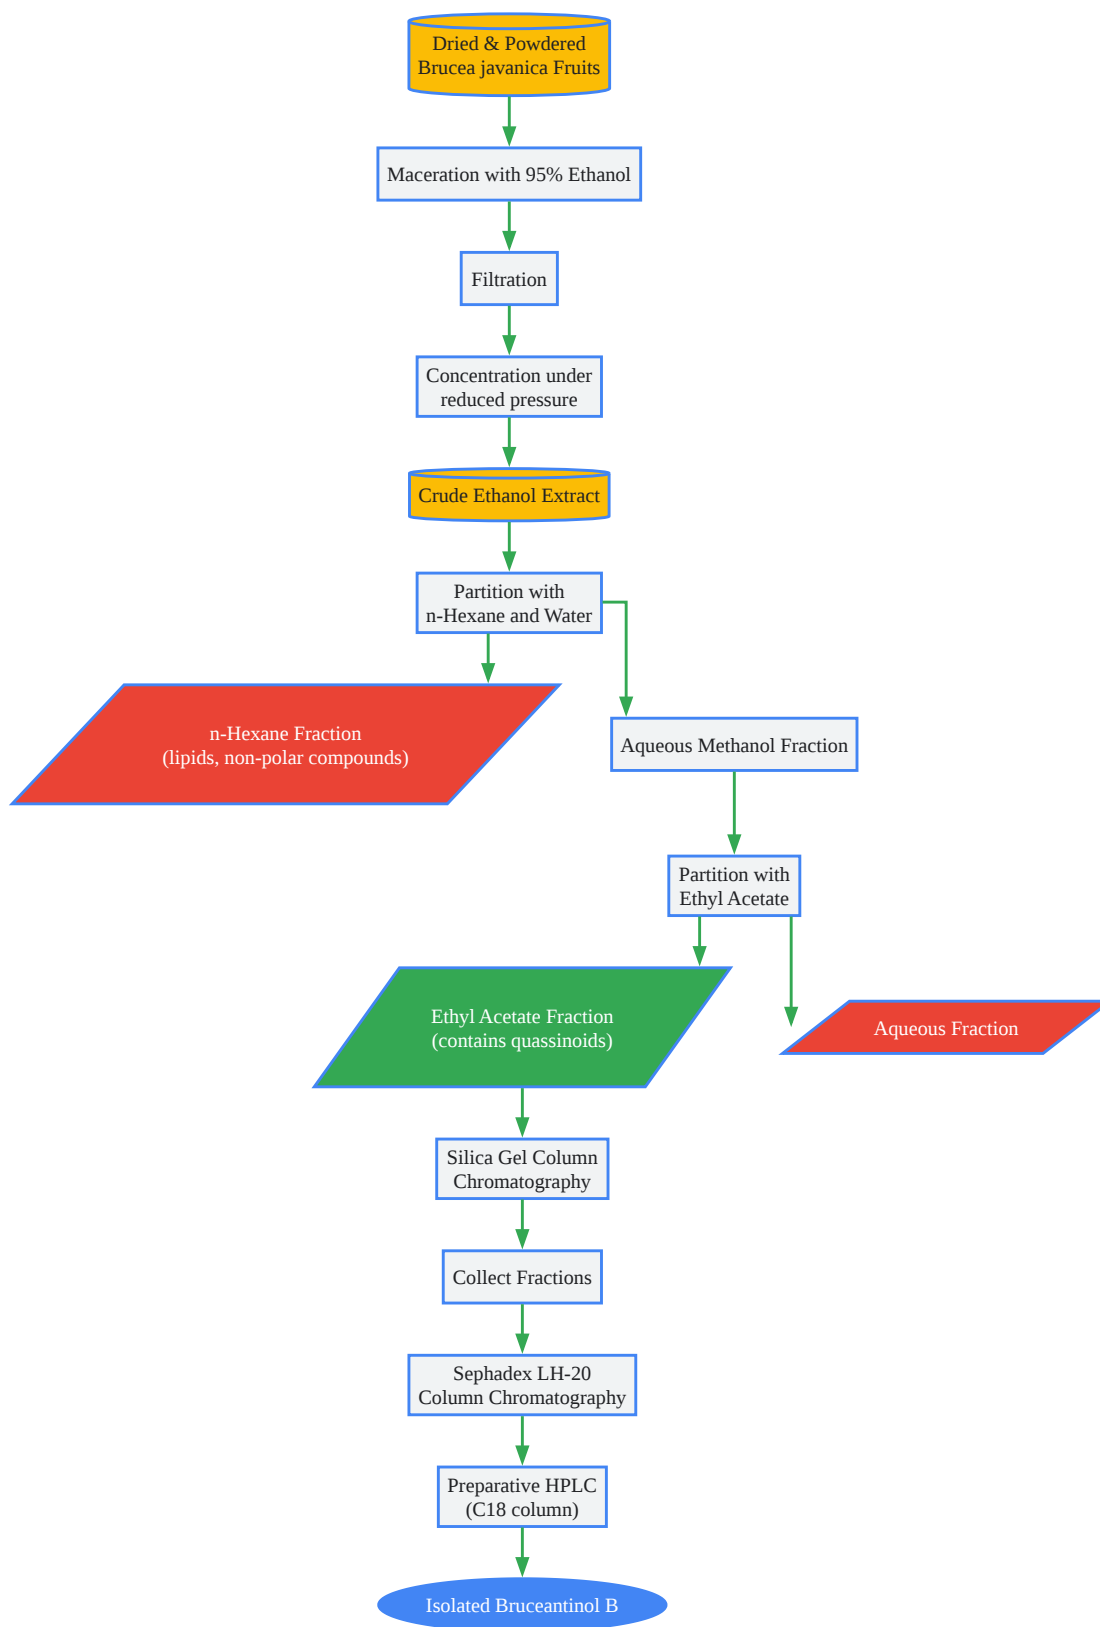 Dried & Powdered
Brucea javanica Fruits
Maceration with 95% Ethanol
Filtration
Concentration under
reduced pressure
Crude Ethanol Extract
Partition with
n-Hexane and Water
n-Hexane Fraction
(lipids, non-polar compounds)
Aqueous Methanol Fraction
Partition with
Ethyl Acetate
Ethyl Acetate Fraction
(contains quassinoids)
Aqueous Fraction
Silica Gel Column
Chromatography
Collect Fractions
Sephadex LH-20
Column Chromatography
Preparative HPLC
(C18 column)
Isolated Bruceantinol B